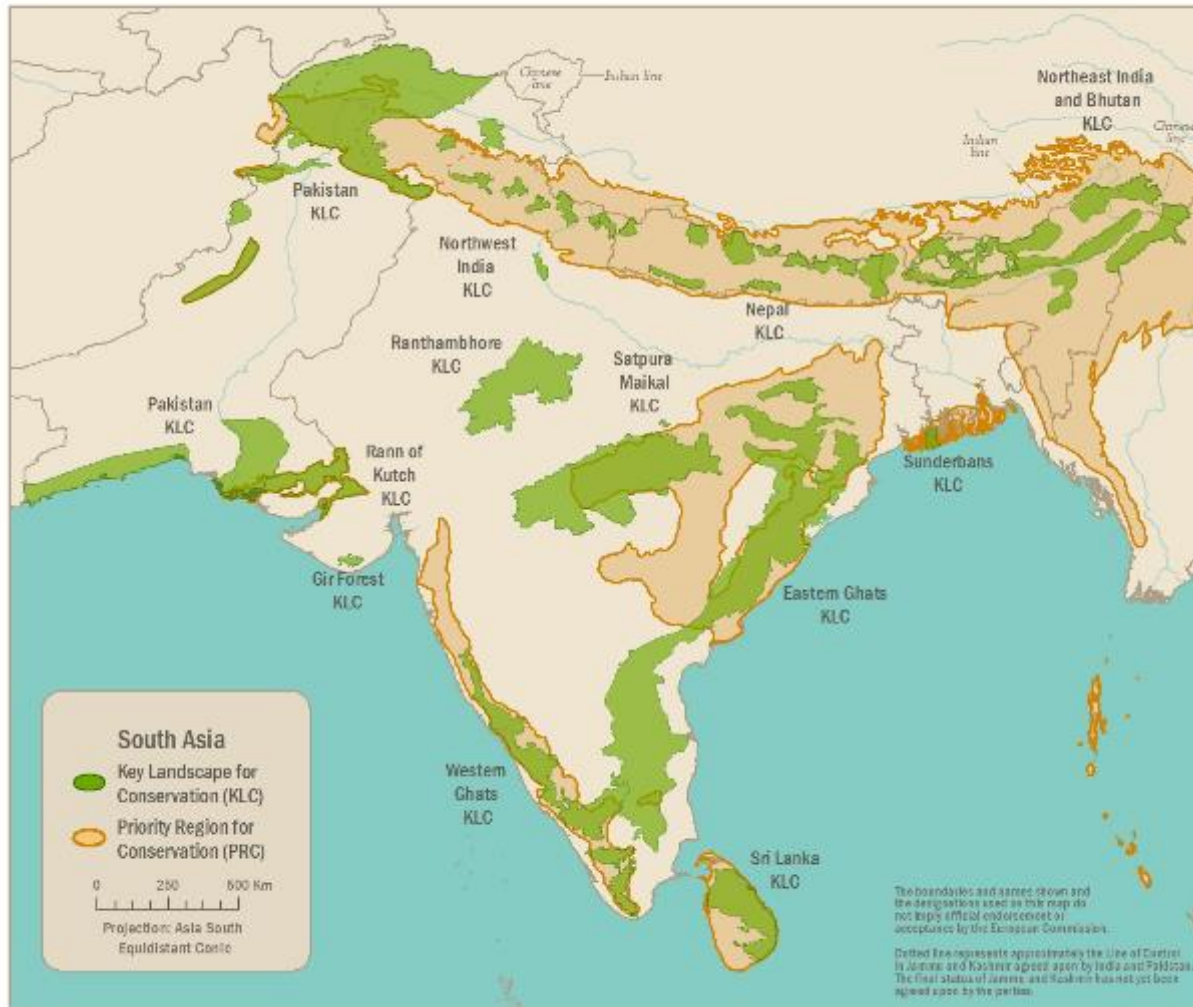 Chinese
line
Indian line
Northeast India
and Bhutan
KLC
Indian
line
Chinese
line
Pakistan
KLC
Northwest
India
KLC
Nepal
KLC
Ranthambhore
KLC
Satpura
Maikal
KLC
Pakistan
KLC
Rann of
Kutch
KLC
Sunderbans
KLC
Gir Forest
KLC
Eastern Ghats
KLC
Western
Ghats
KLC
Sri Lanka
KLC
South Asia
Key Landscape for
Conservation (KLC)
Priority Region for
Conservation (PRC)
0 250 500 Km
Projection: Asia South
Equidistant Conic
The boundaries and names shown and
the designations used on this map do
not imply official endorsement or
acceptance by the European Commission.
Dotted line represents approximately the Line of Control
in Jammu and Kashmir agreed upon by India and Pakistan.
The final status of Jammu and Kashmir has not yet been
agreed upon by the parties.